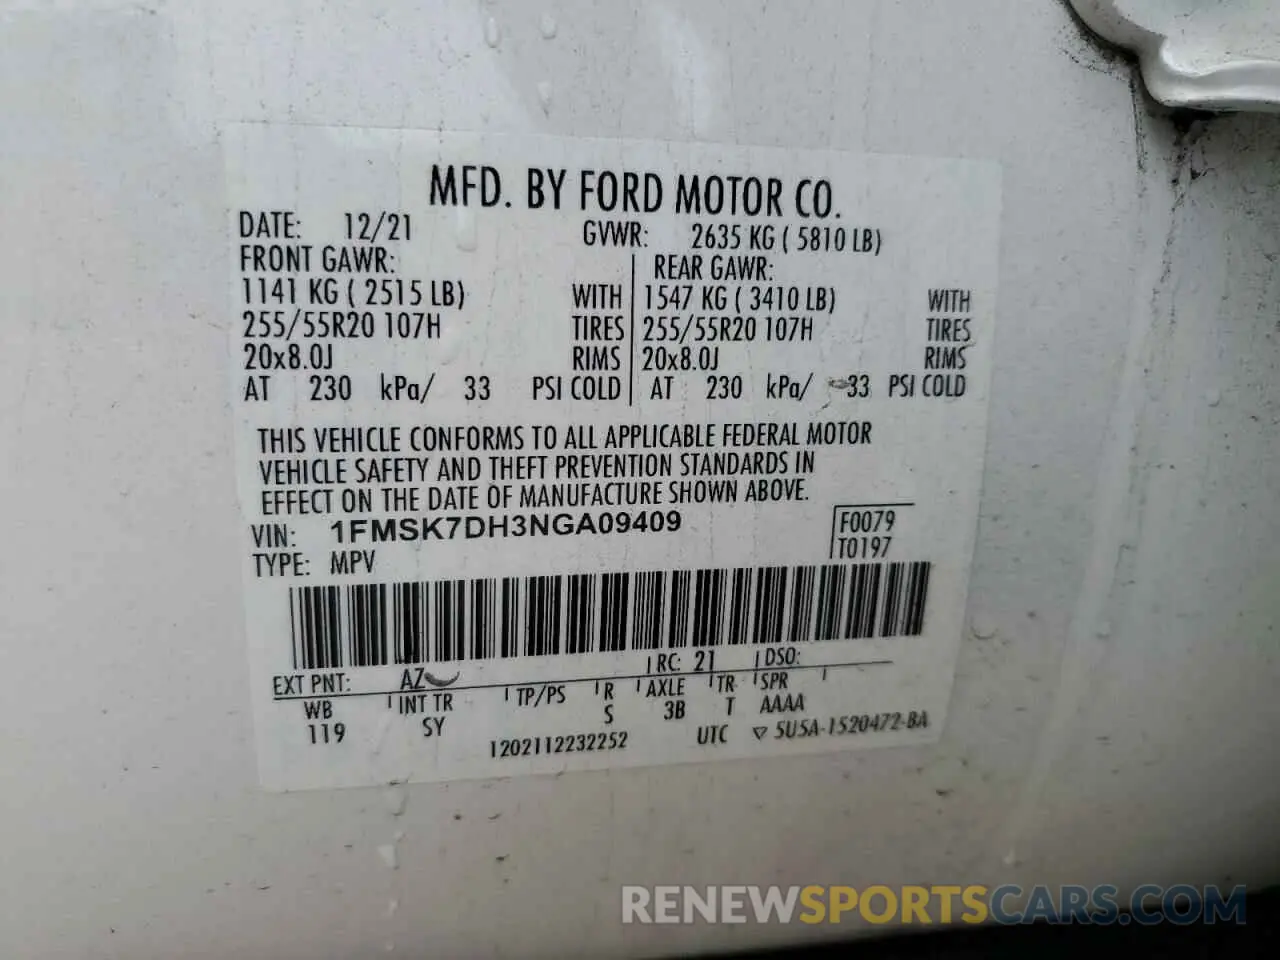 MFD. BY FORD MOTOR CO.
DATE: 12/21 GVWR: 2635 KG ( 5810 LB)
FRONT GAWR: REAR GAWR:
1141 KG ( 2515 LB) WITH 1547 KG ( 3410 LB) WITH
255/55R20 107H TIRES 255/55R20 107H TIRES
20x8.0J RIMS 20x8.0J RIMS
AT 230 kPa/ 33 PSI COLD AT 230 kPa/ 33 PSI COLD
THIS VEHICLE CONFORMS TO ALL APPLICABLE FEDERAL MOTOR
VEHICLE SAFETY AND THEFT PREVENTION STANDARDS IN
EFFECT ON THE DATE OF MANUFACTURE SHOWN ABOVE.
VIN: 1FMSK7DH3NGA09409 F0079
TYPE: MPV T0197
EXT PNT: AZ RC: 21 DSO:
WB INT TR TP/PS R AXLE TR SPR
119 SY S 3B T AAAA
1202112232252 UTC ▽ 5U5A-1520472-BA
RENEWSPORTSCARS.COM